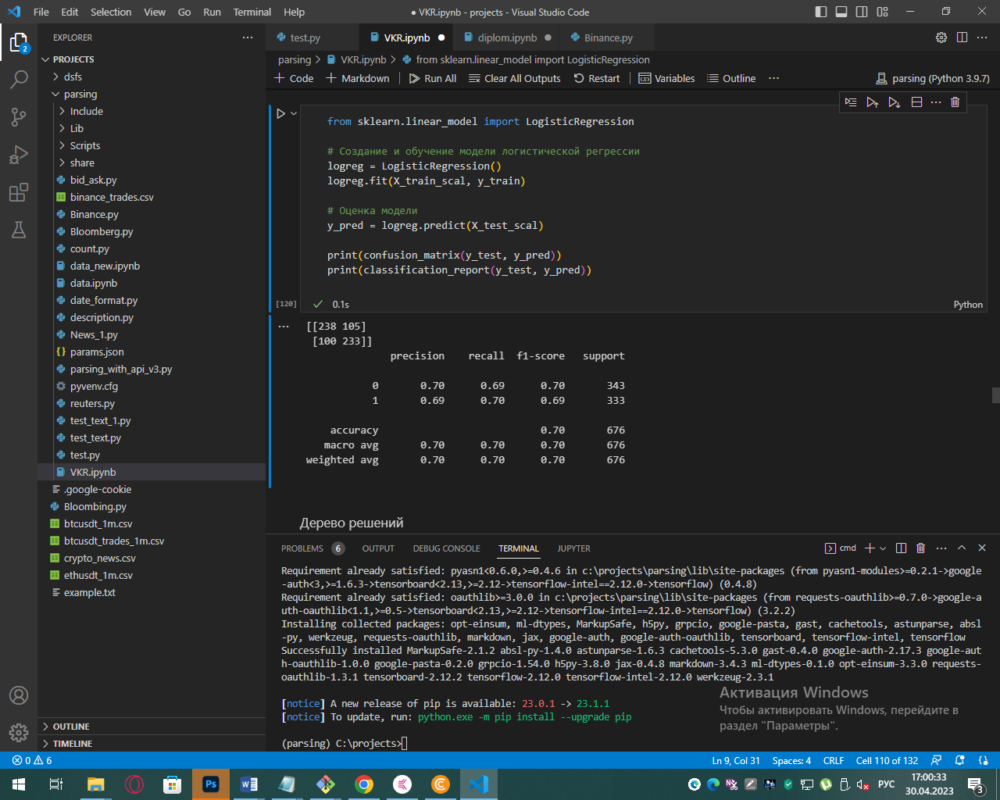 File Edit Selection View Go Run Terminal Help
● VKR.ipynb - projects - Visual Studio Code
EXPLORER
PROJECTS
dsfs
parsing
Include
Lib
Scripts
share
bid_ask.py
binance_trades.csv
Binance.py
Bloomberg.py
count.py
data_new.ipynb
data.ipynb
date_format.py
description.py
News_1.py
params.json
parsing_with_api_v3.py
pyvenv.cfg
reuters.py
test_text_1.py
test_text.py
test.py
VKR.ipynb
.google-cookie
Bloombing.py
btcusdt_1m.csv
btcusdt_trades_1m.csv
crypto_news.csv
ethusdt_1m.csv
example.txt
OUTLINE
TIMELINE
2
test.py VKR.ipynb diplom.ipynb Binance.py
parsing > VKR.ipynb > from sklearn.linear_model import LogisticRegression
+ Code + Markdown Run All Clear All Outputs Restart Variables Outline ··· parsing (Python 3.9.7)
from sklearn.linear_model import LogisticRegression
# Создание и обучение модели логистической регрессии
logreg = LogisticRegression()
logreg.fit(X_train_scal, y_train)
# Оценка модели
y_pred = logreg.predict(X_test_scal)
print(confusion_matrix(y_test, y_pred))
print(classification_report(y_test, y_pred))
[120] 0.1s Python
[[238 105]
[100 233]]
precision recall f1-score support
0 0.70 0.69 0.70 343
1 0.69 0.70 0.69 333
accuracy 0.70 676
macro avg 0.70 0.70 0.70 676
weighted avg 0.70 0.70 0.70 676
Дерево решений
PROBLEMS 6 OUTPUT DEBUG CONSOLE TERMINAL JUPYTER cmd
Requirement already satisfied: pyasn1<0.6.0,>=0.4.6 in c:\projects\parsing\lib\site-packages (from pyasn1-modules>=0.2.1->google
-auth<3,>=1.6.3->tensorboard<2.13,>=2.12->tensorflow-intel==2.12.0->tensorflow) (0.4.8)
Requirement already satisfied: oauthlib>=3.0.0 in c:\projects\parsing\lib\site-packages (from requests-oauthlib>=0.7.0->google-a
uth-oauthlib<1.1,>=0.5->tensorboard<2.13,>=2.12->tensorflow-intel==2.12.0->tensorflow) (3.2.2)
Installing collected packages: opt-einsum, ml-dtypes, MarkupSafe, h5py, grpcio, google-pasta, gast, cachetools, astunparse, absl
-py, werkzeug, requests-oauthlib, markdown, jax, google-auth, google-auth-oauthlib, tensorboard, tensorflow-intel, tensorflow
Successfully installed MarkupSafe-2.1.2 absl-py-1.4.0 astunparse-1.6.3 cachetools-5.3.0 gast-0.4.0 google-auth-2.17.3 google-aut
h-oauthlib-1.0.0 google-pasta-0.2.0 grpcio-1.54.0 h5py-3.8.0 jax-0.4.8 markdown-3.4.3 ml-dtypes-0.1.0 opt-einsum-3.3.0 requests-
oauthlib-1.3.1 tensorboard-2.12.2 tensorflow-2.12.0 tensorflow-intel-2.12.0 werkzeug-2.3.1
[notice] A new release of pip is available: 23.0.1 -> 23.1.1
[notice] To update, run: python.exe -m pip install --upgrade pip
(parsing) C:\projects>
Активация Windows
Чтобы активировать Windows, перейдите в
раздел "Параметры".
0 6 Ln 9, Col 31 Spaces: 4 CRLF Cell 110 of 132
Ps РУС 17:00:33
30.04.2023
3